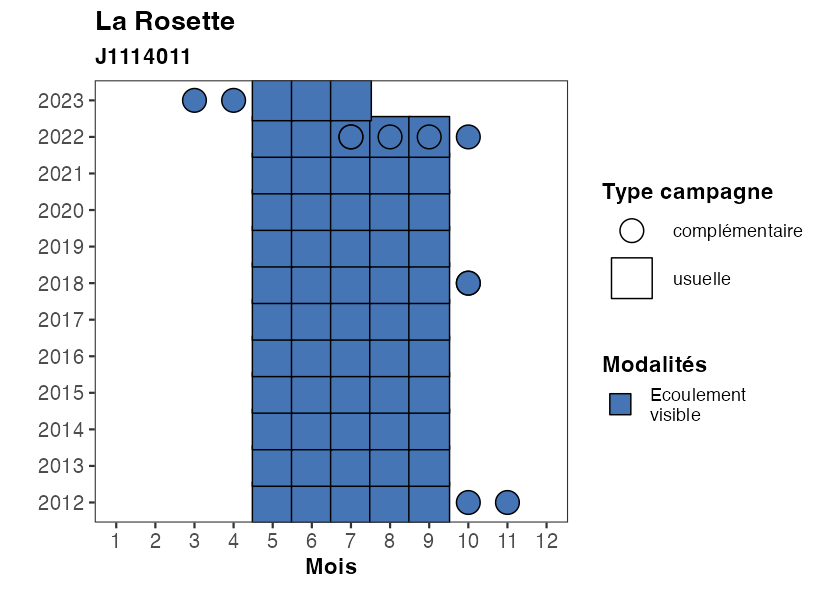 La Rosette
J1114011
2023
2022
2021
2020
2019
2018
2017
2016
2015
2014
2013
2012
1 2 3 4 5 6 7 8 9 10 11 12
Mois
Type campagne
complémentaire
usuelle
Modalités
Ecoulement
visible